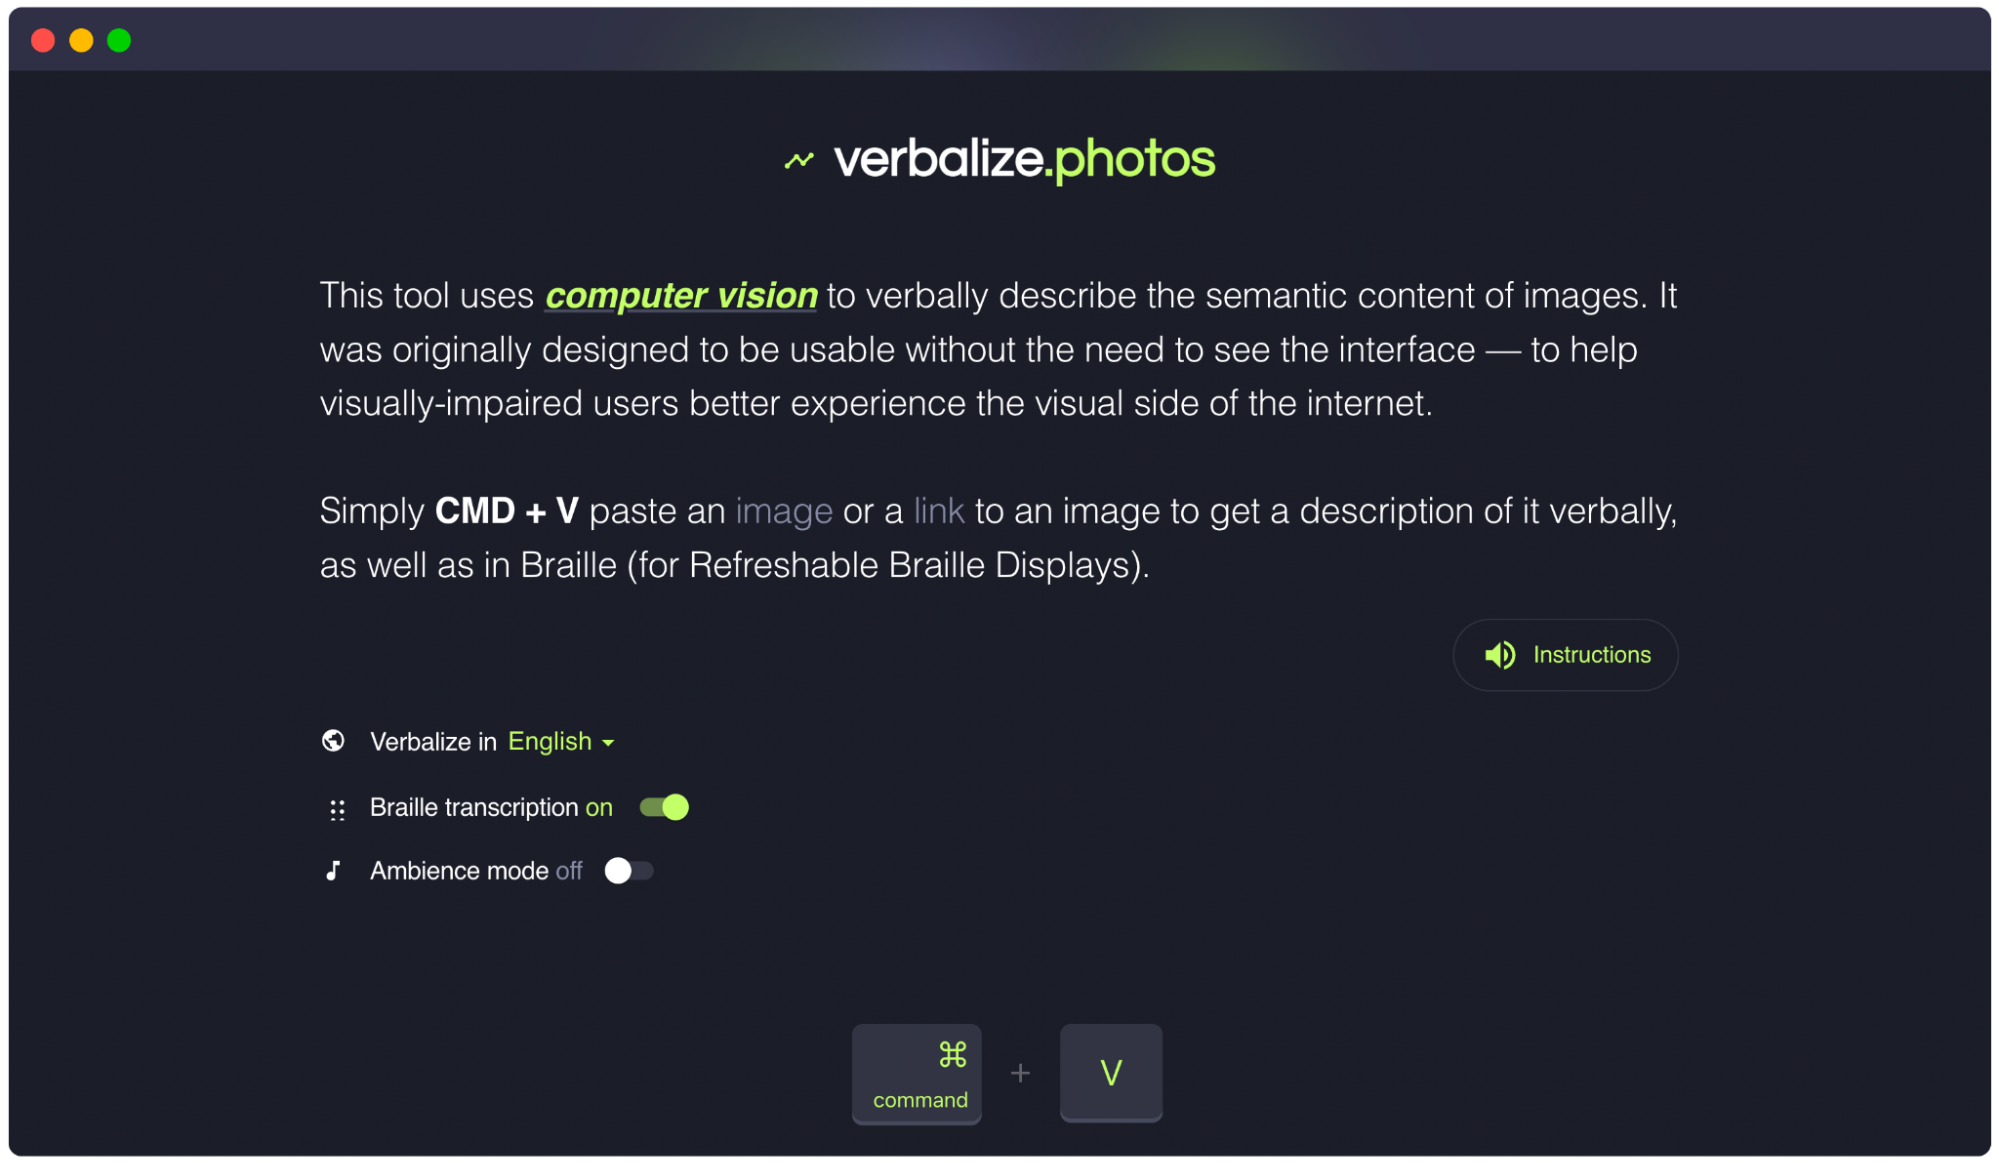 verbalize.photos
This tool uses computer vision to verbally describe the semantic content of images. It
was originally designed to be usable without the need to see the interface — to help
visually-impaired users better experience the visual side of the internet.
Simply CMD + V paste an image or a link to an image to get a description of it verbally,
as well as in Braille (for Refreshable Braille Displays).
Instructions
Verbalize in English
Braille transcription on
Ambience mode off
⌘
command + V